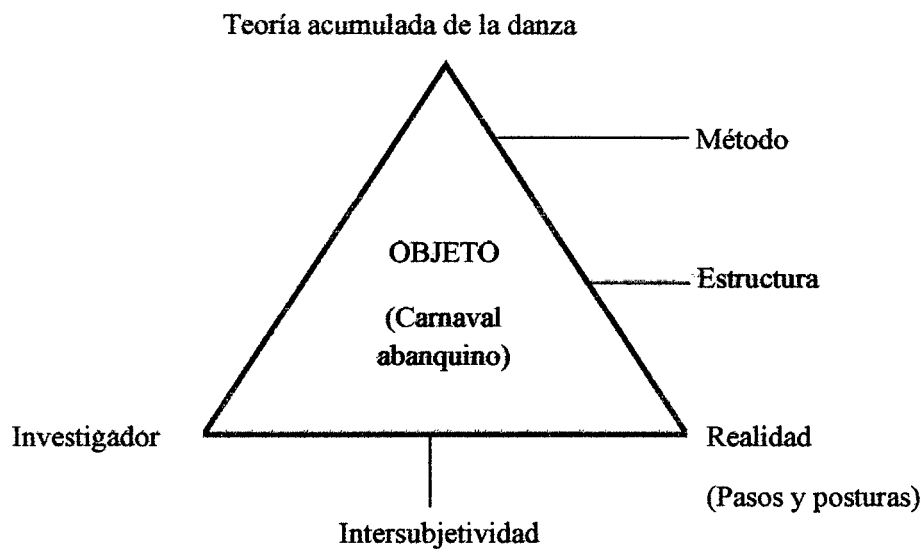 Teoría acumulada de la danza
Método
OBJETO
Estructura
(Carnaval
abanquino)
Investigador
Realidad
(Pasos y posturas)
Intersubjetividad